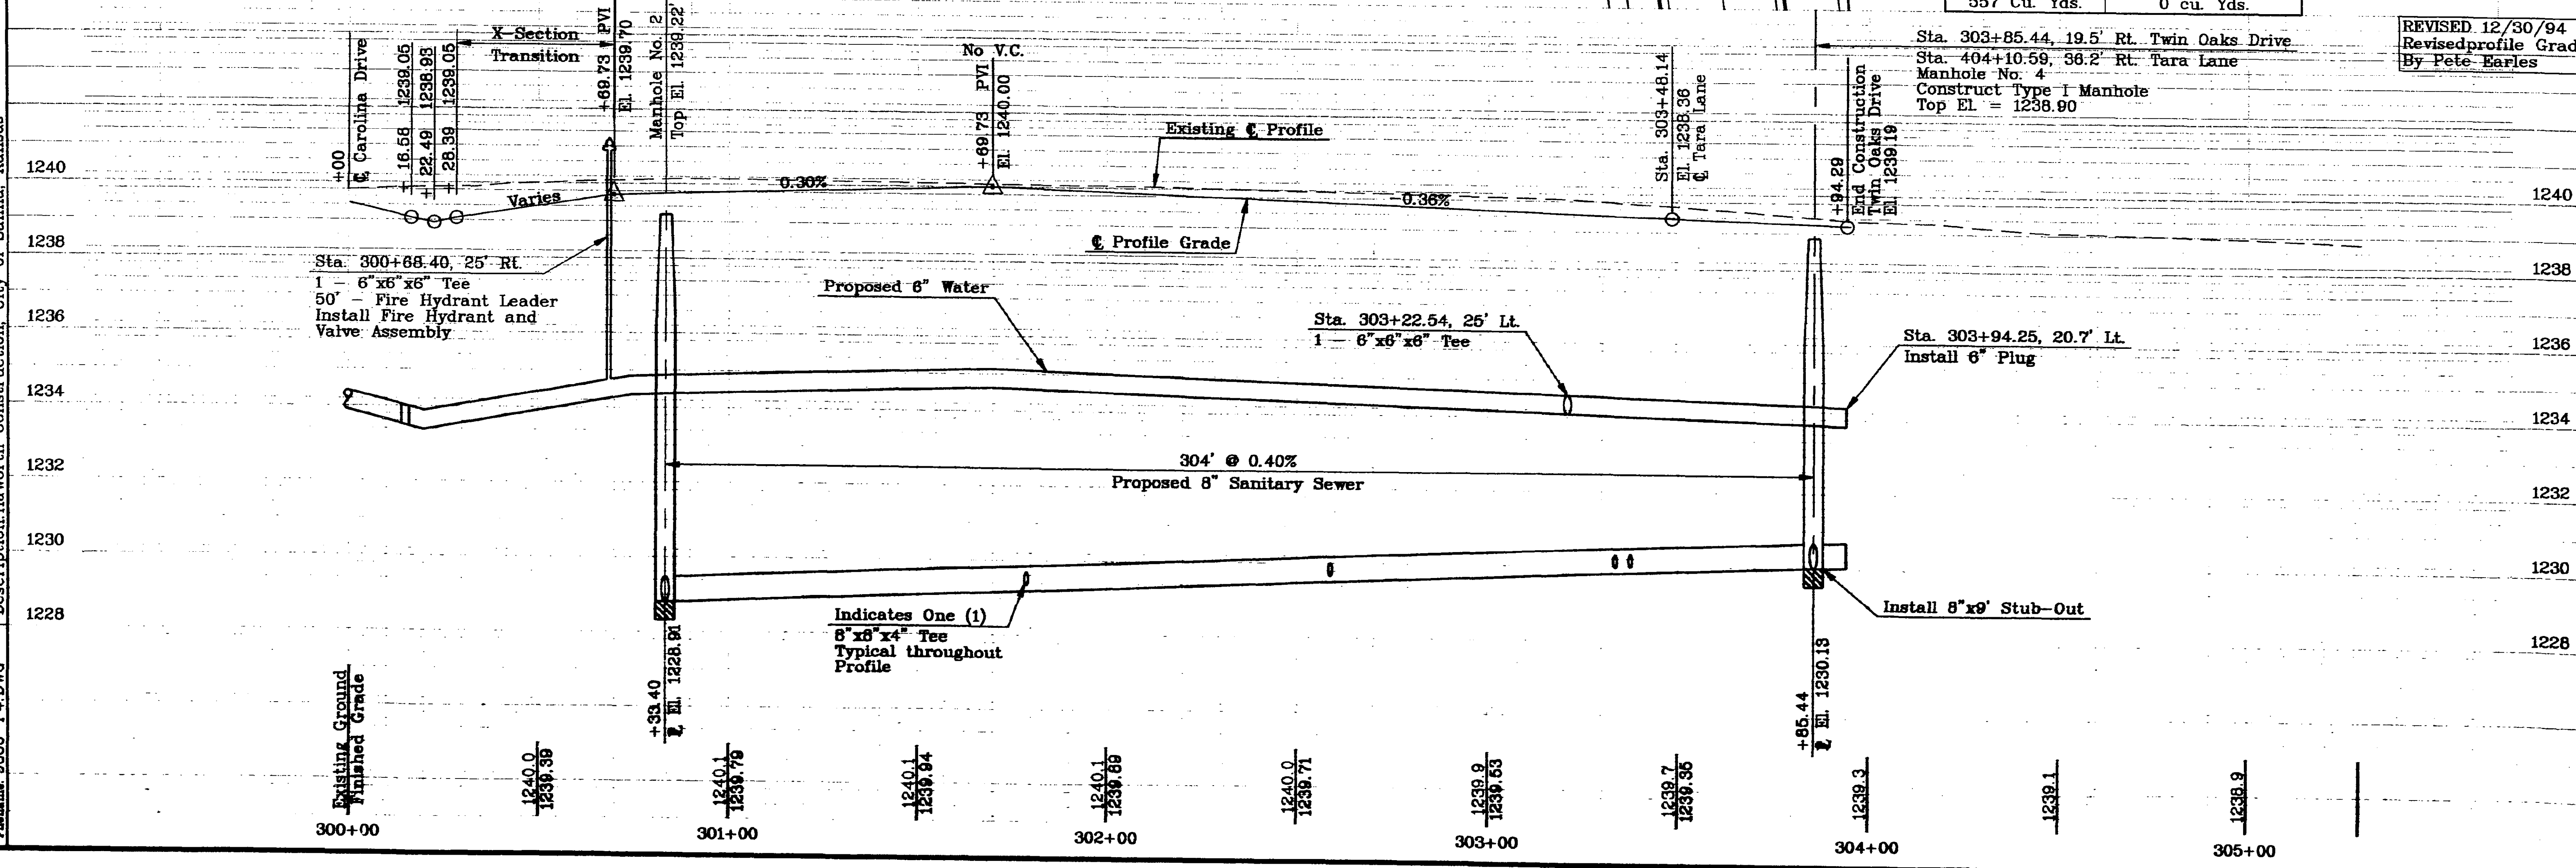 557 Cu. Yds.
0 cu. Yds.
REVISED 12/30/94
Revisedprofile Grad
By Pete Earles
+00
℄ Carolina Drive
+ 16.58 1239.05
+ 22.49 1238.93
+ 28.39 1239.05
X-Section
Transition
+69.73 PVI
El. 1239.70
Manhole No. 2
Top El. 1239.22'
No V.C.
+69.73 PVI
El. 1240.00
Existing ℄ Profile
Sta. 303+48.14
El. 1238.36
℄ Tara Lane
Sta. 303+85.44, 19.5' Rt. Twin Oaks Drive
Sta. 404+10.59, 36.2' Rt. Tara Lane
Manhole No. 4
Construct Type I Manhole
Top El. = 1238.90
+94.29
End Construction
Twin Oaks Drive
El. 1239.19
Varies
0.30%
-0.36%
℄ Profile Grade
1240
1238
1236
1234
1232
1230
1228
1240
1238
1236
1234
1232
1230
1228
Sta. 300+68.40, 25' Rt.
1 - 6"x6"x6" Tee
50' - Fire Hydrant Leader
Install Fire Hydrant and
Valve Assembly
Proposed 6" Water
Sta. 303+22.54, 25' Lt.
1 - 6"x6"x6" Tee
Sta. 303+94.25, 20.7' Lt.
Install 6" Plug
304' @ 0.40%
Proposed 8" Sanitary Sewer
Indicates One (1)
8"x8"x4" Tee
Typical throughout
Profile
Install 8"x9' Stub-Out
+33.40
El. 1228.91
+85.44
El. 1230.13
Existing Ground
Finished Grade
1240.0
1239.39
1240.1
1239.79
1240.1
1239.94
1240.1
1239.89
1240.0
1239.71
1239.9
1239.53
1239.7
1239.35
1239.3
1239.1
1238.9
300+00
301+00
302+00
303+00
304+00
305+00